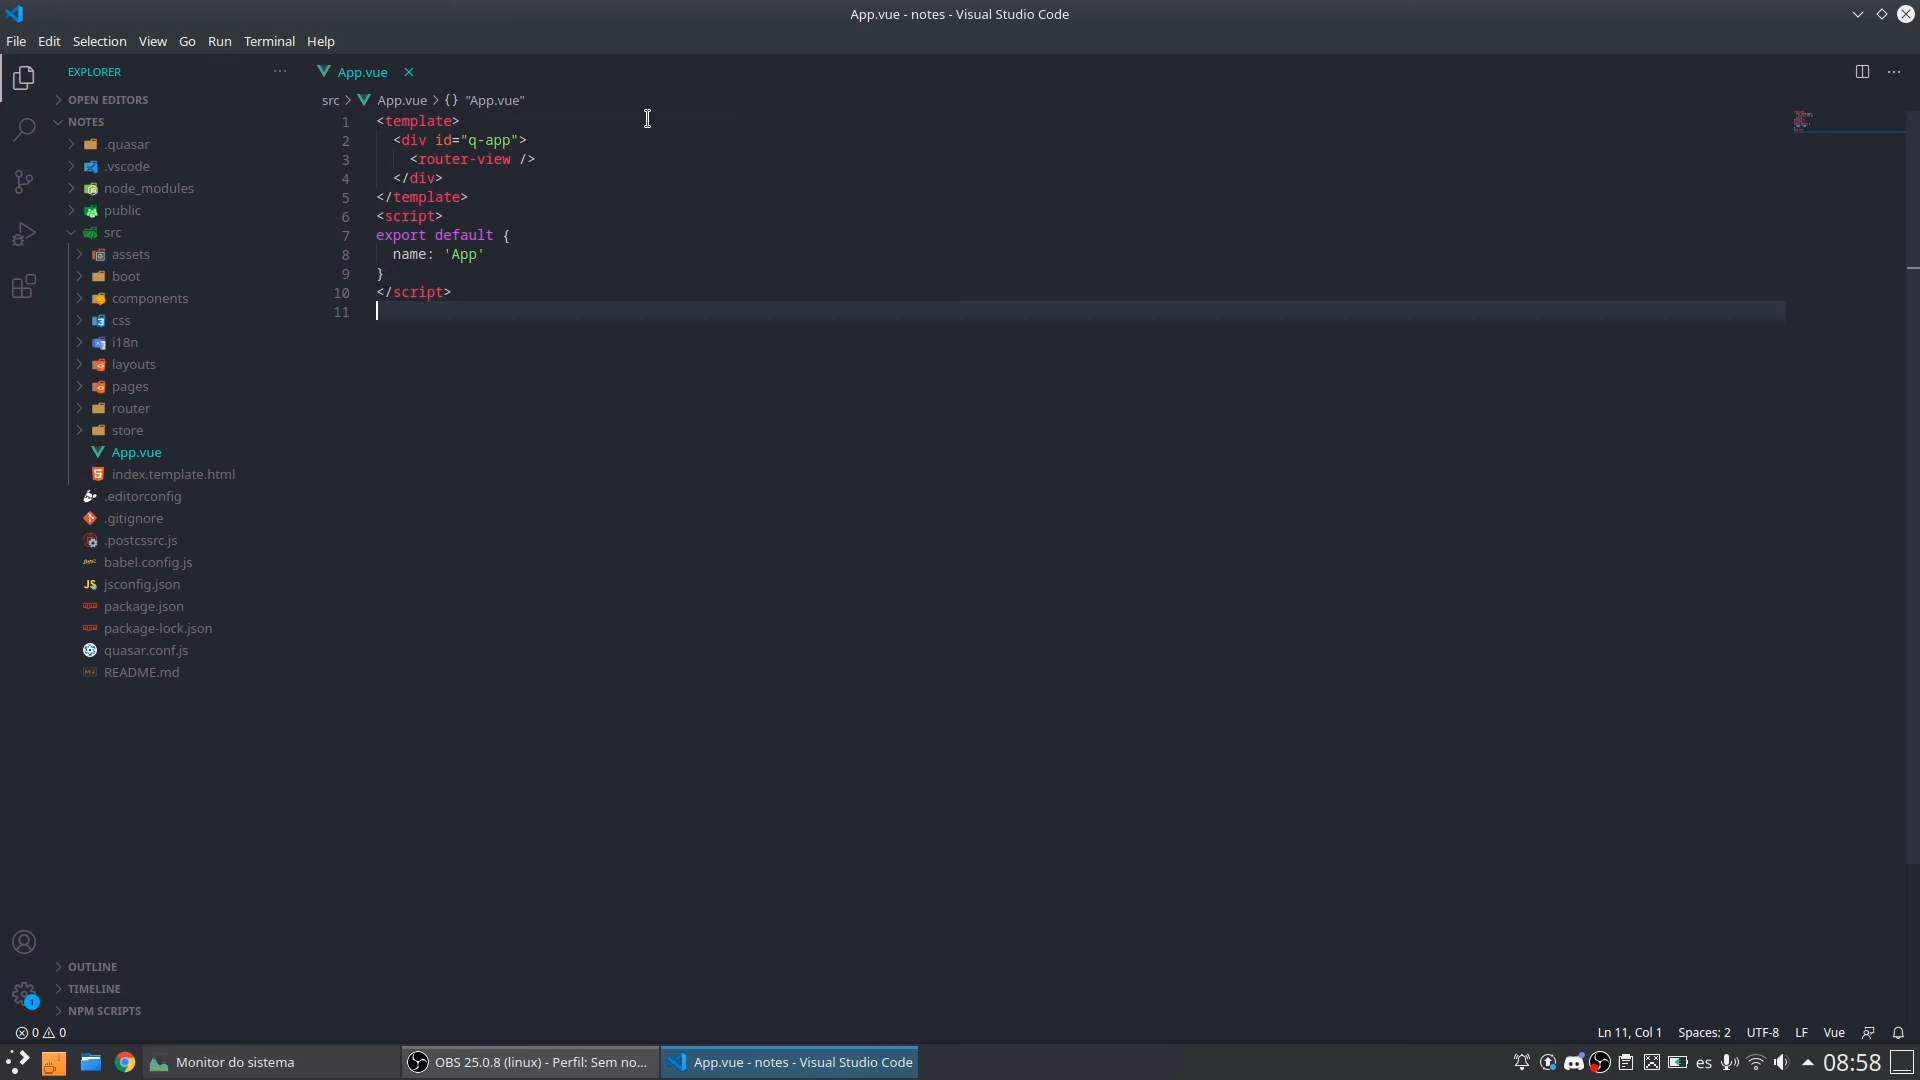 App.vue - notes - Visual Studio Code
File Edit Selection View Go Run Terminal Help
EXPLORER
OPEN EDITORS
NOTES
.quasar
.vscode
node_modules
public
src
assets
boot
components
css
i18n
layouts
pages
router
store
App.vue
index.template.html
.editorconfig
.gitignore
.postcssrc.js
babel.config.js
jsconfig.json
package.json
package-lock.json
quasar.conf.js
README.md
OUTLINE
TIMELINE
NPM SCRIPTS
App.vue
src > App.vue > {} "App.vue"
1 <template>
2 <div id="q-app">
3 <router-view />
4 </div>
5 </template>
6 <script>
7 export default {
8 name: 'App'
9 }
10 </script>
11
1
0 0
Ln 11, Col 1 Spaces: 2 UTF-8 LF Vue
Monitor do sistema
OBS 25.0.8 (linux) - Perfil: Sem no...
App.vue - notes - Visual Studio Code
es
08:58